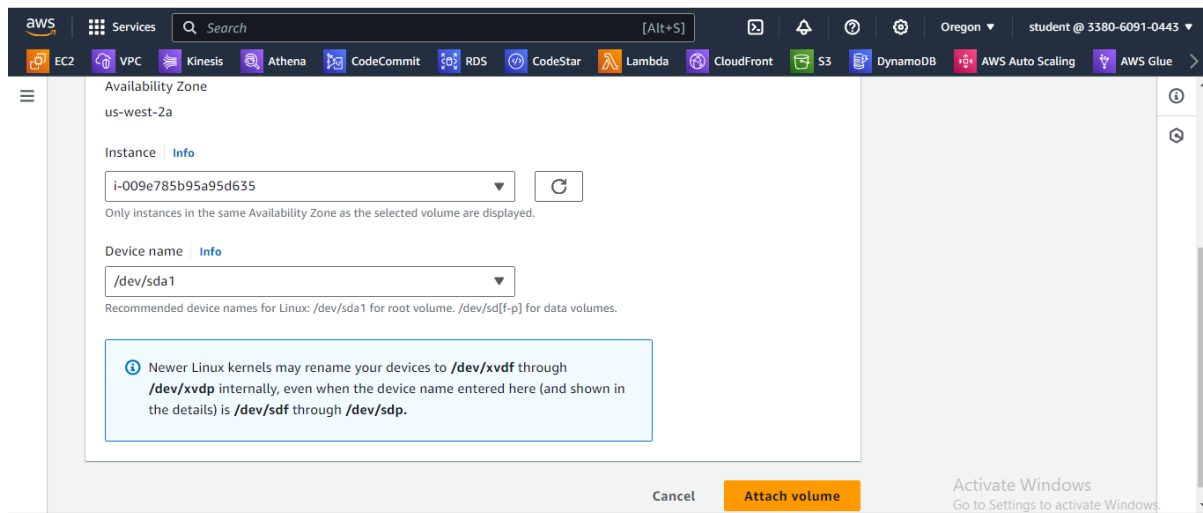 aws Services Search [Alt+S] Oregon ▼ student @ 3380-6091-0443 ▼
EC2 VPC Kinesis Athena CodeCommit RDS CodeStar Lambda CloudFront S3 DynamoDB AWS Auto Scaling AWS Glue
Availability Zone
us-west-2a
Instance Info
i-009e785b95a95d635
Only instances in the same Availability Zone as the selected volume are displayed.
Device name Info
/dev/sda1
Recommended device names for Linux: /dev/sda1 for root volume. /dev/sd[f-p] for data volumes.
Newer Linux kernels may rename your devices to /dev/xvdf through
/dev/xvdp internally, even when the device name entered here (and shown in
the details) is /dev/sdf through /dev/sdp.
Cancel Attach volume
Activate Windows
Go to Settings to activate Windows.